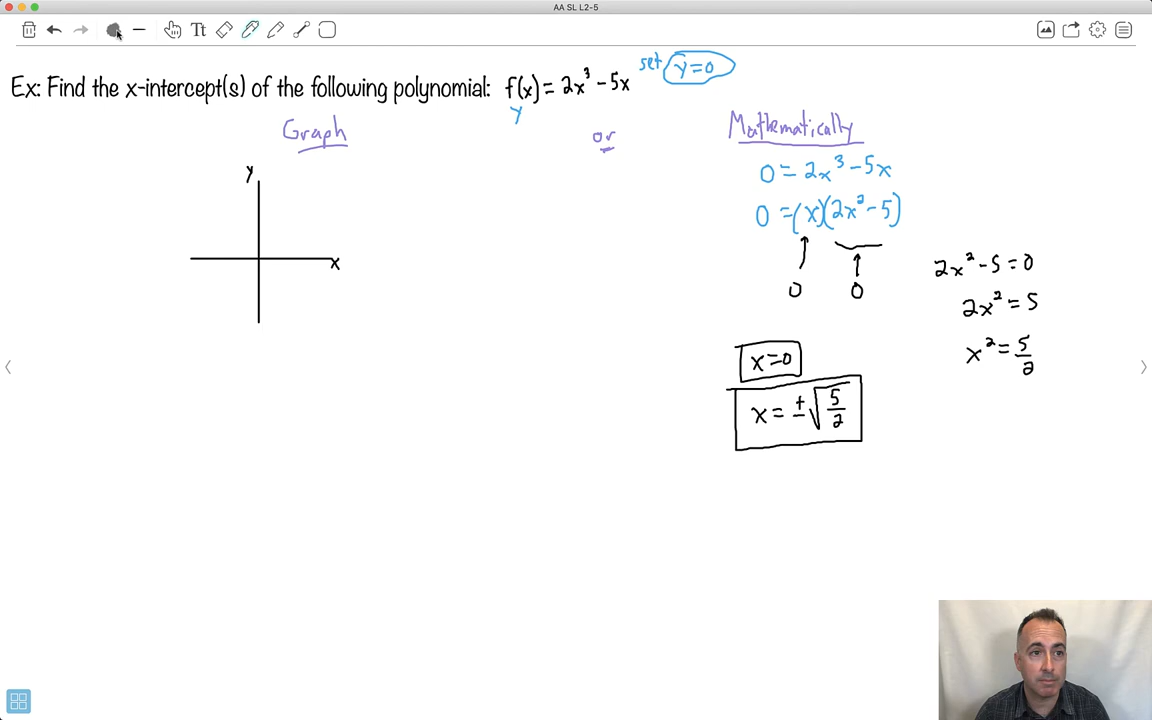 AA SL L2-5
Tt
Ex: Find the x-intercept(s) of the following polynomial: f(x) = 2x³ - 5x
set y=0
y
Graph
or
Mathematically
y
x
0 = 2x³ - 5x
0 = (x)(2x² - 5)
0 0
2x² - 5 = 0
2x² = 5
x² = 5/2
x=0
x = ± √5/2